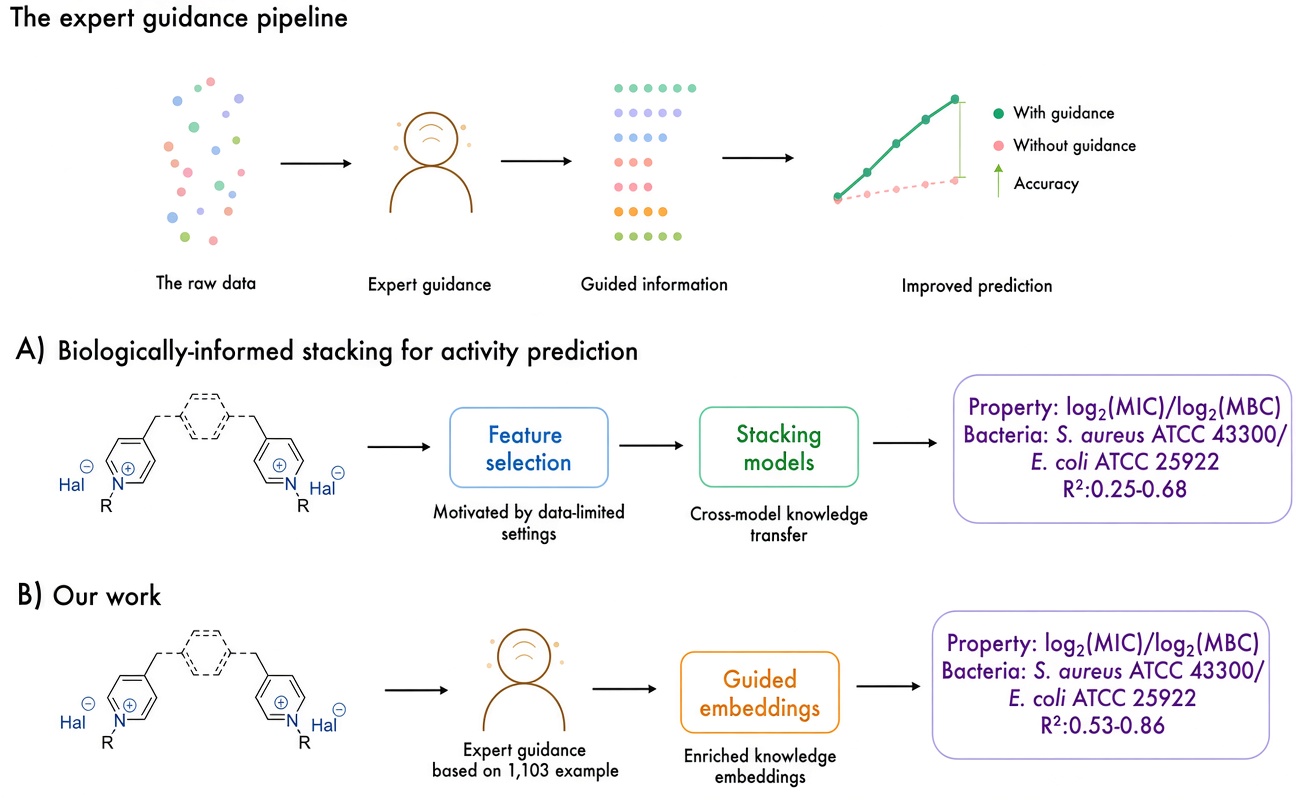 The expert guidance pipeline
With guidance
Without guidance
Accuracy
The raw data
Expert guidance
Guided information
Improved prediction
A) Biologically-informed stacking for activity prediction
Hal⊖
N⊕
R
N⊕
Hal⊖
R
Feature
selection
Motivated by data-limited
settings
Stacking
models
Cross-model knowledge
transfer
Property: log₂(MIC)/log₂(MBC)
Bacteria: S. aureus ATCC 43300/
E. coli ATCC 25922
R²:0.25-0.68
B) Our work
Hal⊖
N⊕
R
N⊕
Hal⊖
R
Expert guidance
based on 1,103 example
Guided
embeddings
Enriched knowledge
embeddings
Property: log₂(MIC)/log₂(MBC)
Bacteria: S. aureus ATCC 43300/
E. coli ATCC 25922
R²:0.53-0.86